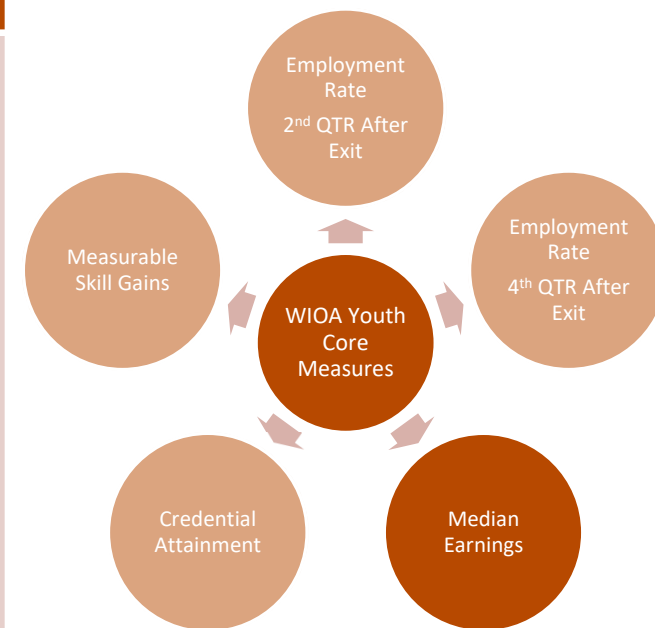 Employment
Rate
2nd QTR After
Exit
Employment
Rate
4th QTR After
Exit
Measurable
Skill Gains
WIOA Youth
Core
Measures
Credential
Attainment
Median
Earnings